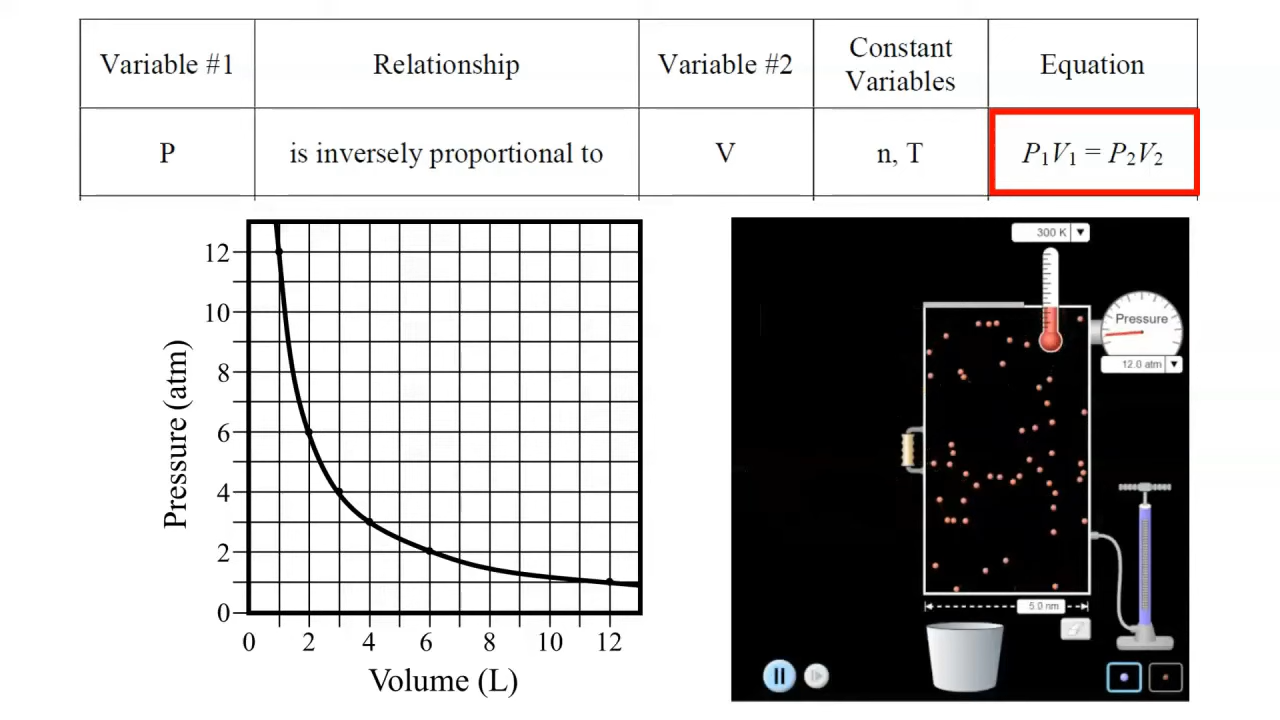 Variable #1
Relationship
Variable #2
Constant
Variables
Equation
P
is inversely proportional to
V
n, T
P₁V₁ = P₂V₂
12
10
8
6
4
2
0
Pressure (atm)
0 2 4 6 8 10 12
Volume (L)
300 K
Pressure
12.0 atm
5.0 nm